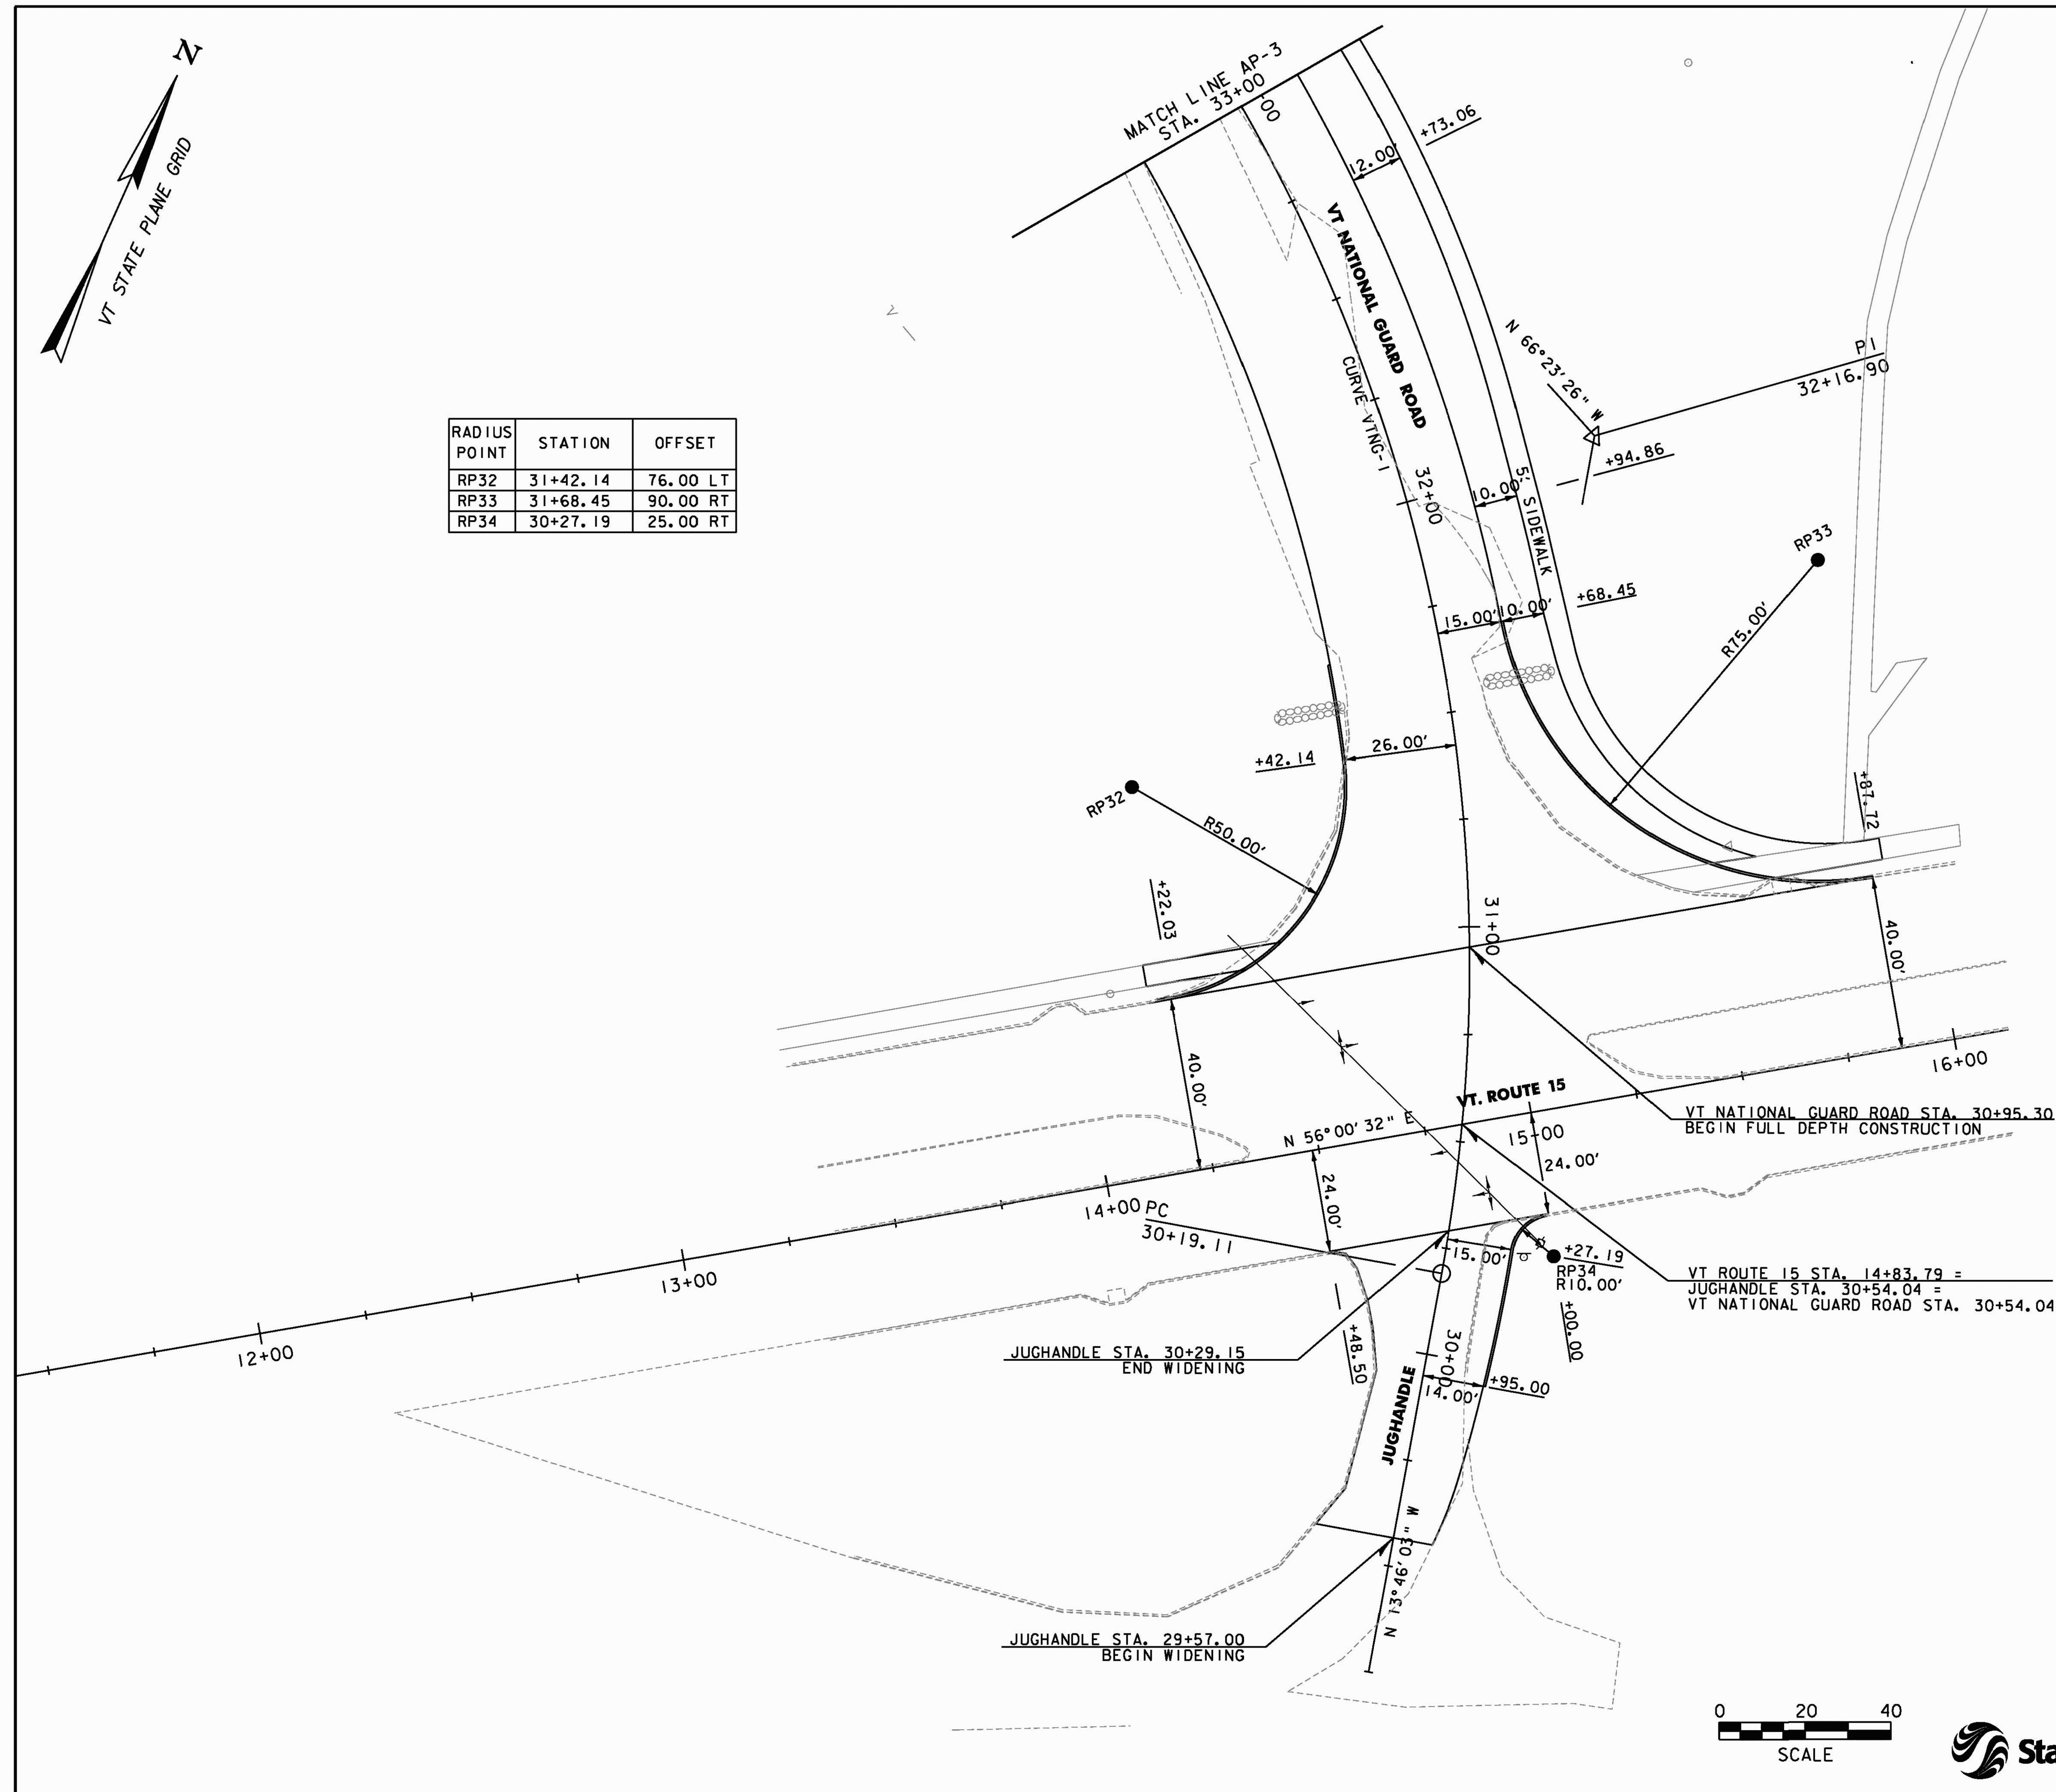 N
VT STATE PLANE GRID
MATCH LINE AP-3
STA. 33+00
+00
+73.06
12.00'
VT NATIONAL GUARD ROAD
CURVE VTNG-1
N 66°23'26" W
PI
32+16.90
+94.86
10.00'
5' SIDEWALK
32+00
RADIUS POINT STATION OFFSET
RP32 31+42.14 76.00 LT
RP33 31+68.45 90.00 RT
RP34 30+27.19 25.00 RT
RP33
R75.00'
+68.45
15.00'
10.00'
26.00'
+42.14
RP32
R50.00'
+22.03
+87.72
31+00
40.00'
40.00'
16+00
VT. ROUTE 15
N 56°00'32" E
15+00
24.00'
24.00'
VT NATIONAL GUARD ROAD STA. 30+95.30
BEGIN FULL DEPTH CONSTRUCTION
14+00
PC
30+19.11
13+00
12+00
15.00'
+27.19
RP34
R10.00'
+00.00
VT ROUTE 15 STA. 14+83.79 =
JUGHANDLE STA. 30+54.04 =
VT NATIONAL GUARD ROAD STA. 30+54.04
JUGHANDLE STA. 30+29.15
END WIDENING
+48.50
30+00
14.00'
+95.00
JUGHANDLE
N 13°46'03" W
JUGHANDLE STA. 29+57.00
BEGIN WIDENING
0 20 40
SCALE
Sta